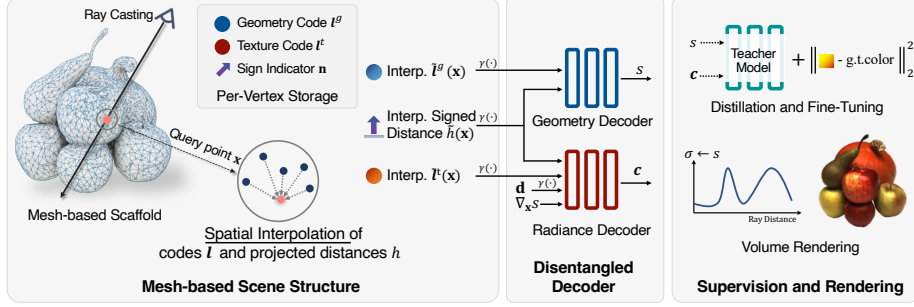 Ray Casting
Geometry Code l^g
Texture Code l^t
Sign Indicator n
Per-Vertex Storage
Query point x
Mesh-based Scaffold
Spatial Interpolation of
codes l and projected distances h
Mesh-based Scene Structure
Interp. l̃^g(x)
γ(·)
Interp. Signed
Distance h̃(x)
γ(·)
Interp. l^t(x)
γ(·)
d
γ(·)
∇ₓs
s
Geometry Decoder
c
Radiance Decoder
Disentangled
Decoder
s
c
Teacher
Model
+ || - g.t.color ||²₂
Distillation and Fine-Tuning
σ ← s
Ray Distance
Volume Rendering
Supervision and Rendering